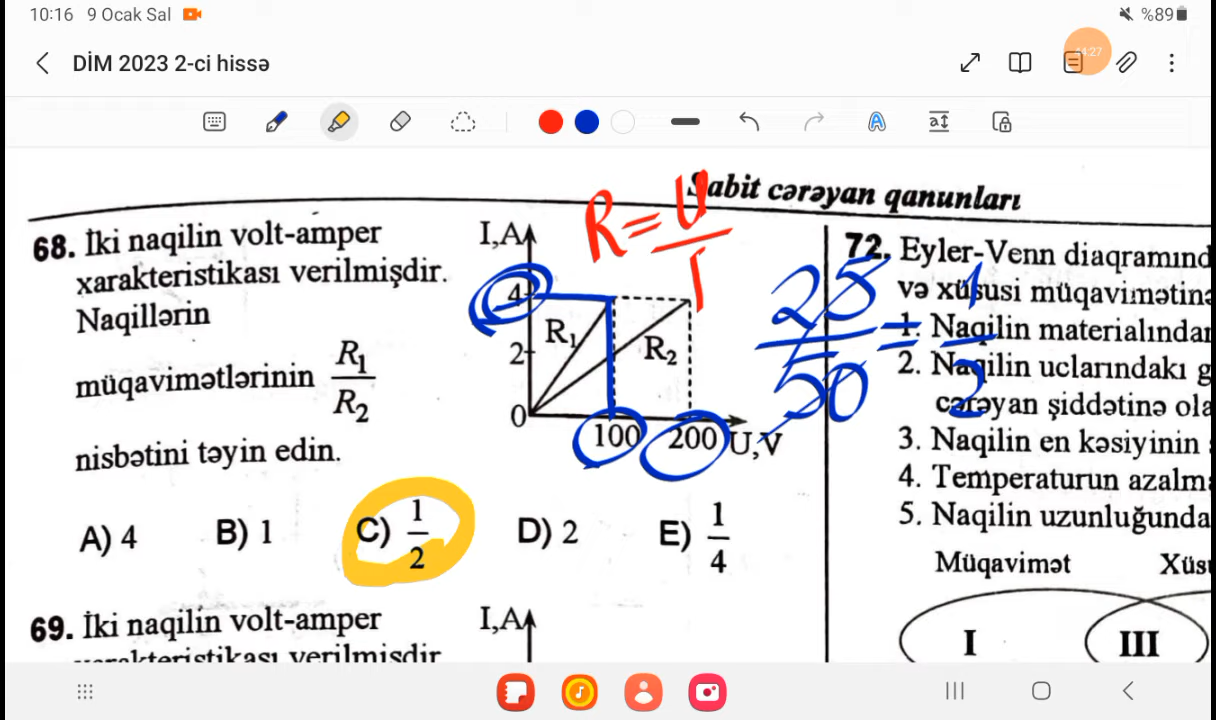 10:16 9 Ocak Sal
%89
DİM 2023 2-ci hissə
14:27
Sabit cərəyan qanunları
68. İki naqilin volt-amper
xarakteristikası verilmişdir.
Naqillərin
müqavimətlərinin R₁/R₂
nisbətini təyin edin.
I,A
4
2
0
R₁
R₂
100
200
U,V
R=U/I
25/50 = 1/2
A) 4 B) 1 C) 1/2 D) 2 E) 1/4
69. İki naqilin volt-amper
xarakteristikası verilmişdir
I,A
72. Eyler-Venn diaqramınd
və xüsusi müqavimətinə
1. Naqilin materialından
2. Naqilin uclarındakı g
cərəyan şiddətinə ola
3. Naqilin en kəsiyinin
4. Temperaturun azalma
5. Naqilin uzunluğunda
Müqavimət Xüsu
I III